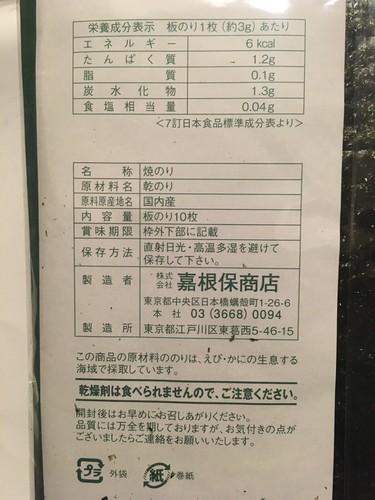 栄養成分表示 板のり1枚(約3g)あたり
エネルギー 6 kcal
たんぱく質 1.2g
脂質 0.1g
炭水化物 1.3g
食塩相当量 0.04g
<7訂日本食品標準成分表より>
名称 焼のり
原材料名 乾のり
原料原産地名 国内産
内容量 板のり10枚
賞味期限 枠外下部に記載
保存方法 直射日光・高温多湿を避けて
保存して下さい。
製造者 株式会社 嘉根保商店
東京都中央区日本橋蠣殻町1-26-6
本社 03(3668)0094
製造所 東京都江戸川区東葛西5-46-15
この商品の原材料ののりは、えび・かにの生息する
海域で採取しています。
乾燥剤は食べられませんので、ご注意ください。
開封後はお早めにお召しあがりください。
品質には万全を期しておりますが、お気付きの点が
ございましたらご連絡をお願いいたします。
プラ 外袋 紙 巻紙